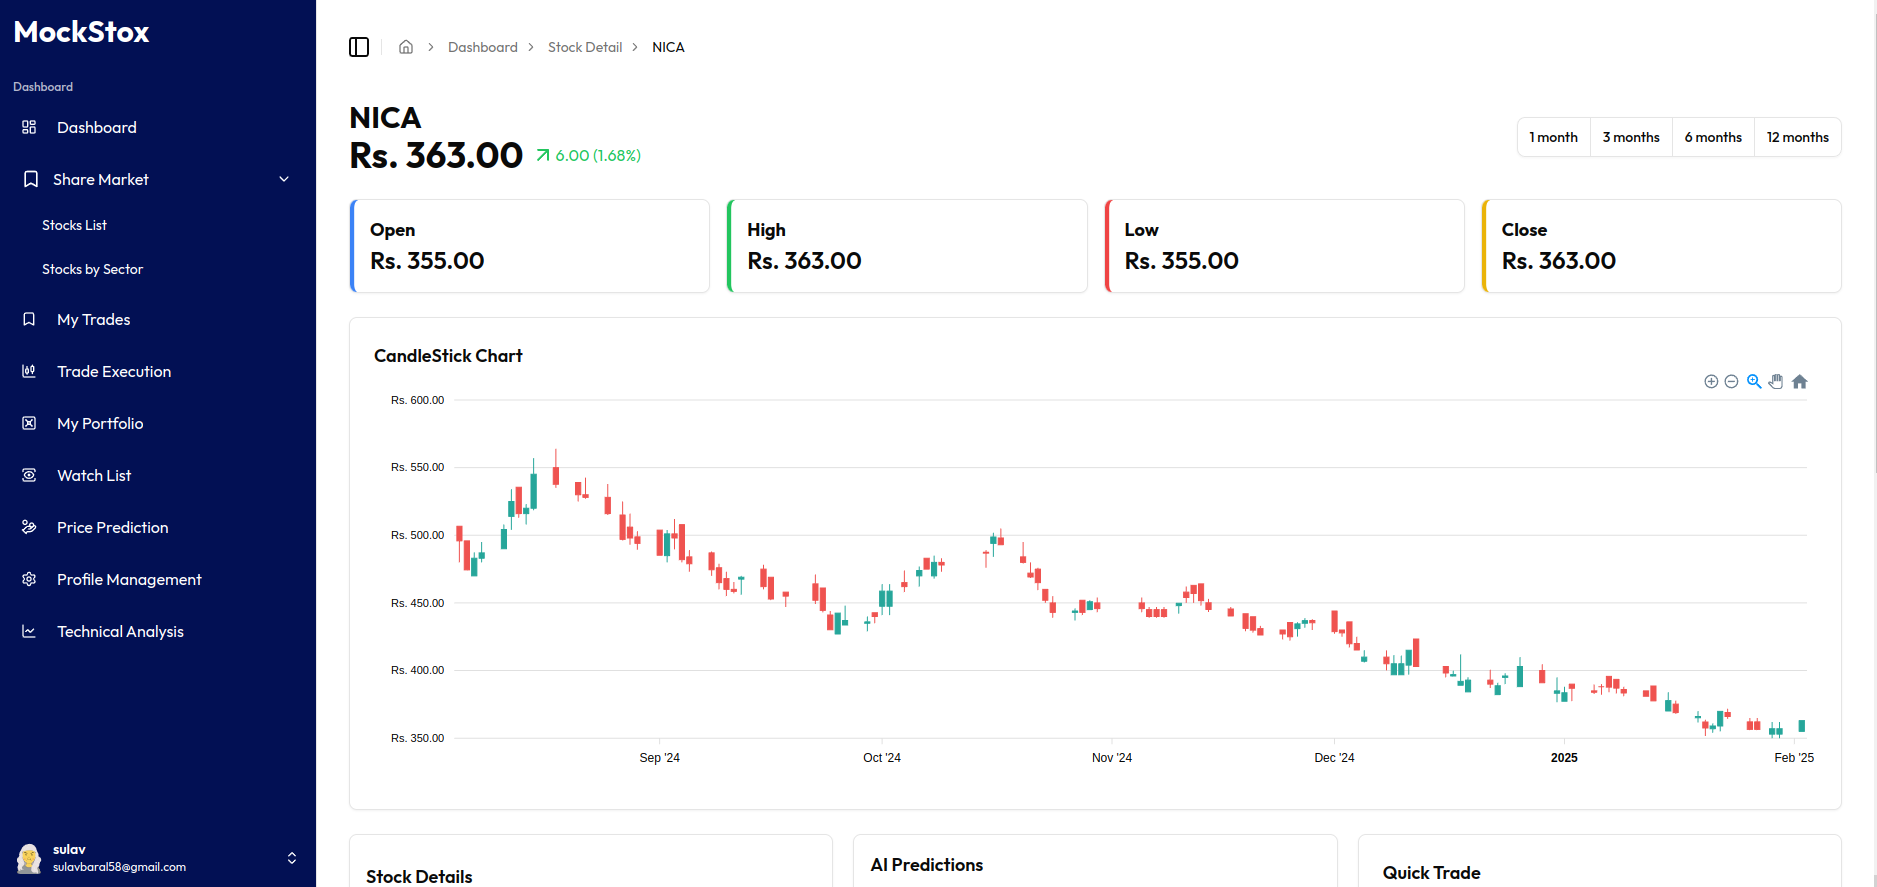 MockStox
Dashboard
Dashboard
Share Market
Stocks List
Stocks by Sector
My Trades
Trade Execution
My Portfolio
Watch List
Price Prediction
Profile Management
Technical Analysis
sulav
sulavbaral58@gmail.com
Dashboard > Stock Detail > NICA
NICA
Rs. 363.00 6.00 (1.68%)
1 month 3 months 6 months 12 months
Open
Rs. 355.00
High
Rs. 363.00
Low
Rs. 355.00
Close
Rs. 363.00
CandleStick Chart
Rs. 600.00
Rs. 550.00
Rs. 500.00
Rs. 450.00
Rs. 400.00
Rs. 350.00
Sep '24 Oct '24 Nov '24 Dec '24 2025 Feb '25
Stock Details
AI Predictions
Quick Trade